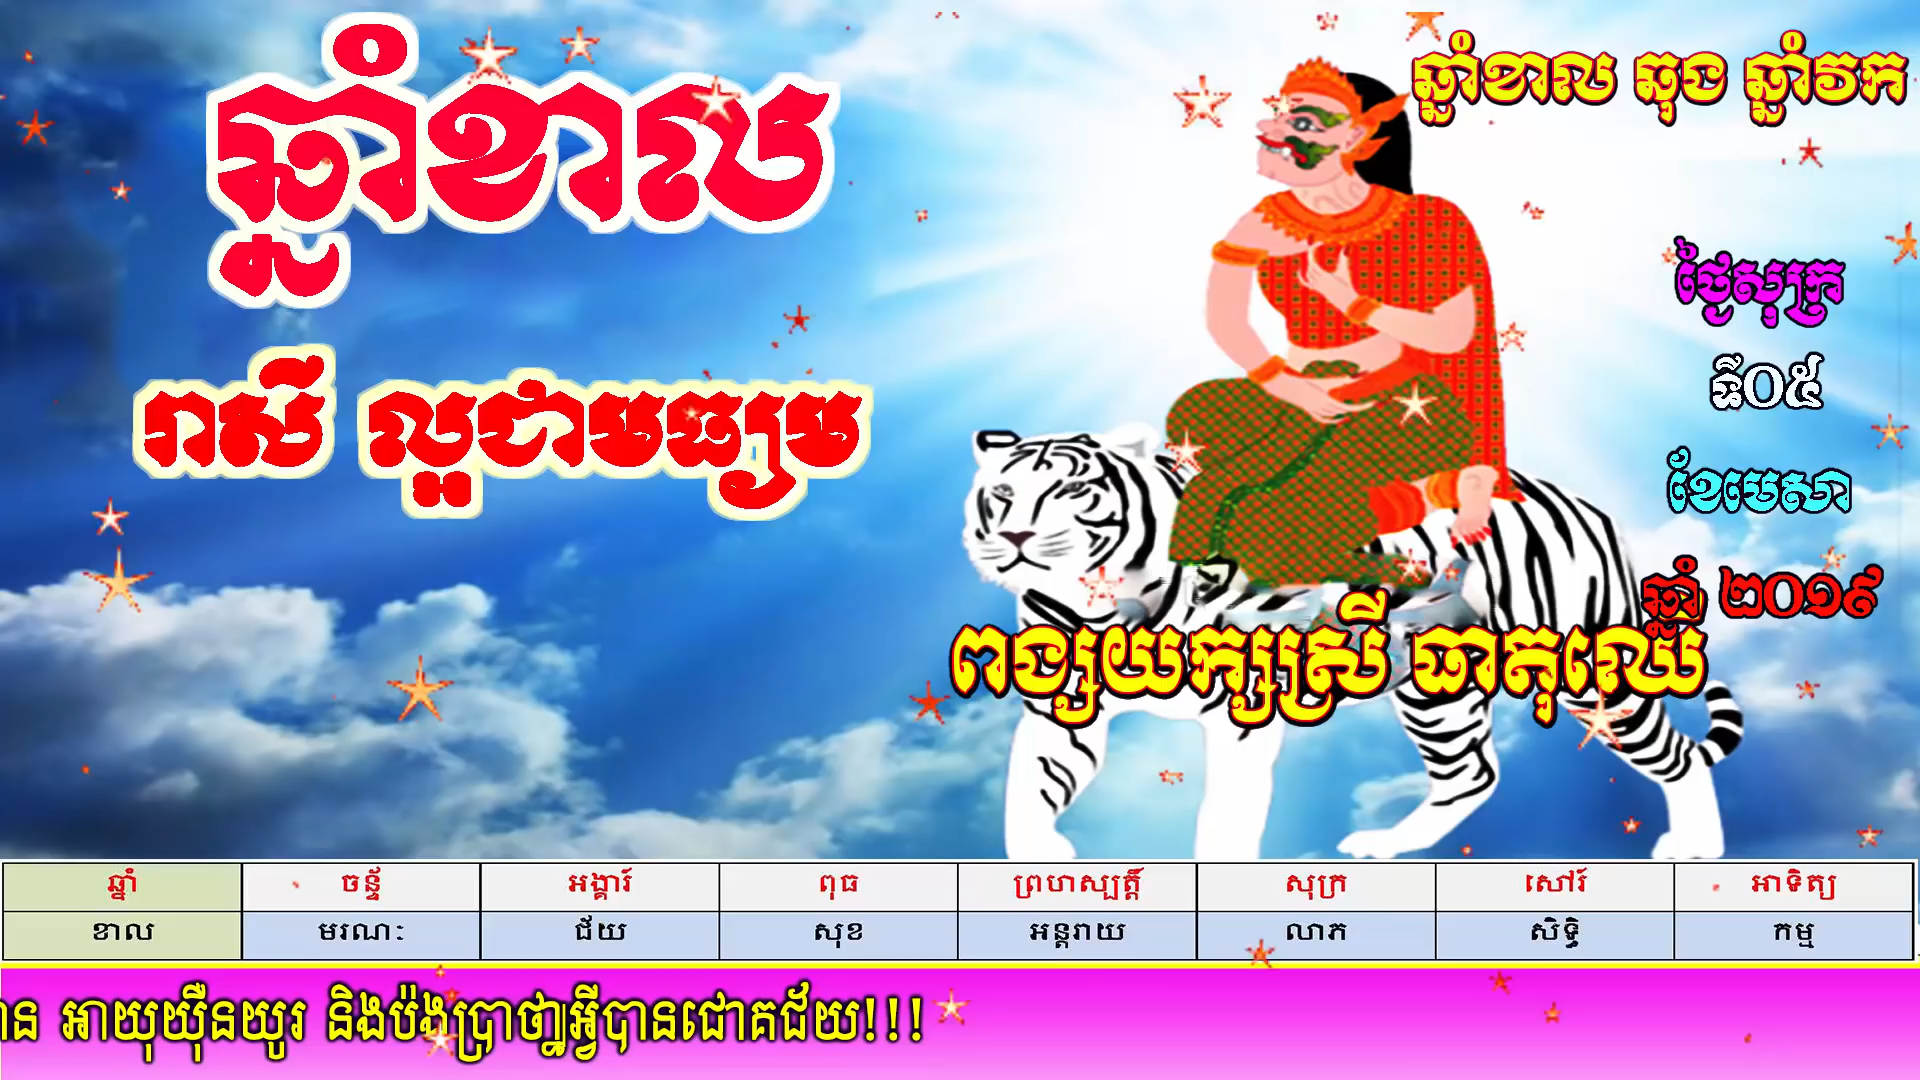 ឆ្នាំខាល
រាសី ល្អជាមធ្យម
ឆ្នាំខាល ឆុង ឆ្នាំវក
ថ្ងៃសុក្រ
ទី០៥
ខែមេសា
ឆ្នាំ ២០១៩
ពង្សយក្សស្រី ធាតុឈើ
ឆ្នាំ ចន្ទ័ អង្គារ៍ ពុធ ព្រហស្បត្តិ៍ សុក្រ សៅរ៍ អាទិត្យ
ខាល មរណៈ ជ័យ សុខ អន្តរាយ លាភ សិទ្ធិ កម្ម
អាយុយ៉ឺនយូរ និងប៉ងប្រាថ្នាអ្វីបានជោគជ័យ!!!